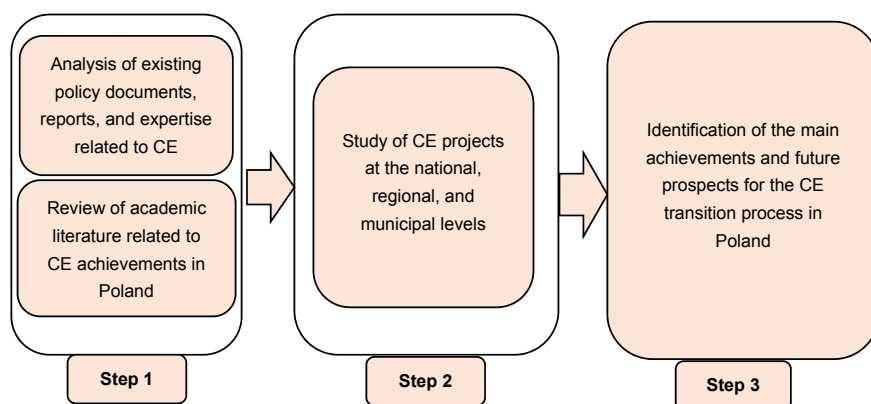 Analysis of existing
policy documents,
reports, and expertise
related to CE
Review of academic
literature related to
CE achievements in
Poland
Step 1
Study of CE projects
at the national,
regional, and
municipal levels
Step 2
Identification of the main
achievements and future
prospects for the CE
transition process in
Poland
Step 3